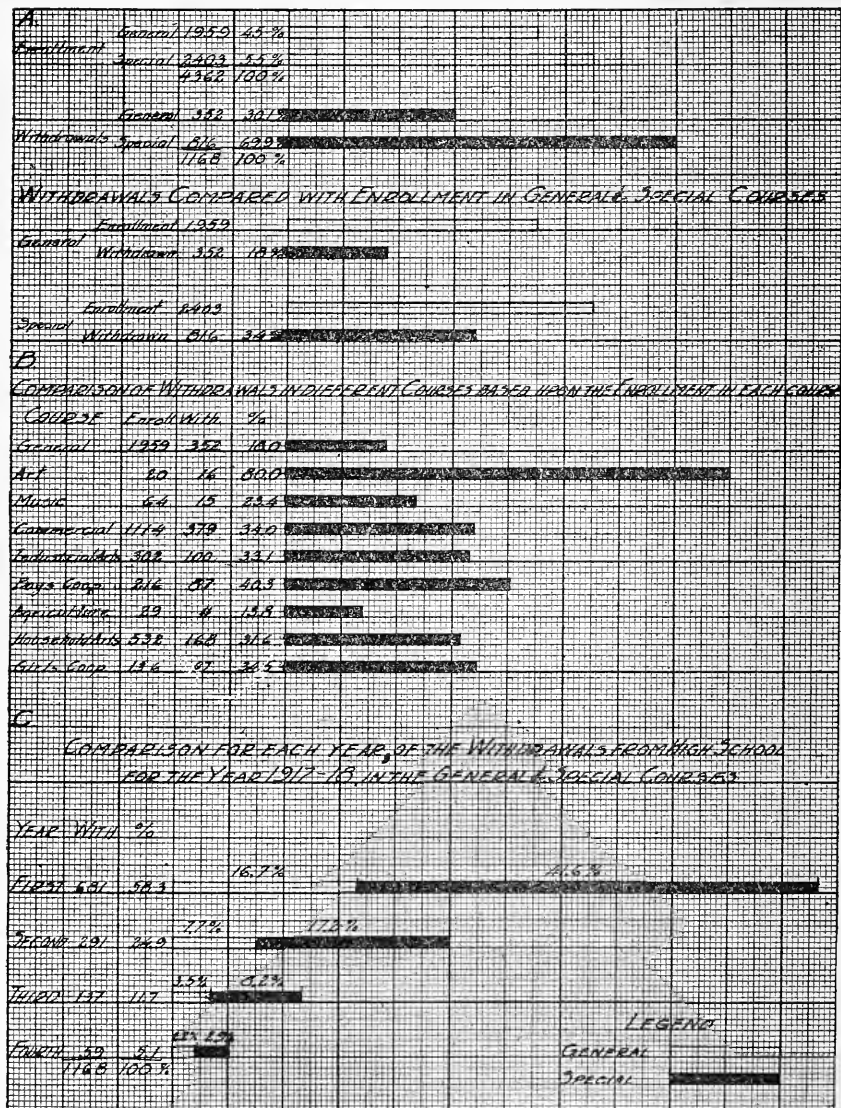 A.
General 1959 45%
Enrollment
Special 2403 55%
4362 100%
General 352 30.1%
Withdrawals Special 816 69.9%
1168 100%
WITHDRAWALS COMPARED WITH ENROLLMENT IN GENERAL & SPECIAL COURSES
Enrollment 1959
General
Withdrawn 352 18%
Enrollment 2403
Special
Withdrawn 816 34%
B
COMPARISON OF WITHDRAWALS IN DIFFERENT COURSES BASED UPON THE ENROLLMENT IN EACH COURSE
COURSE Enroll With. %
General 1959 352 18.0
Art 20 16 80.0
Music 64 15 23.4
Commercial 1114 379 34.0
Industrial Arts 302 100 33.1
Boys Coop 216 87 40.3
Agriculture 29 4 13.8
Household Arts 532 168 31.6
Girls Coop
C
COMPARISON FOR EACH YEAR, OF THE WITHDRAWALS FROM HIGH SCHOOL
FOR THE YEAR 1917-18, IN THE GENERAL & SPECIAL COURSES
YEAR WITH %
16.7% 41.6%
FIRST 681 58.3
7.7% 17.2%
SECOND 291 24.9
3.5% 8.2%
THIRD 137 11.7
2.9%
FOURTH 59 5.1
1168 100%
LEGEND
GENERAL
SPECIAL